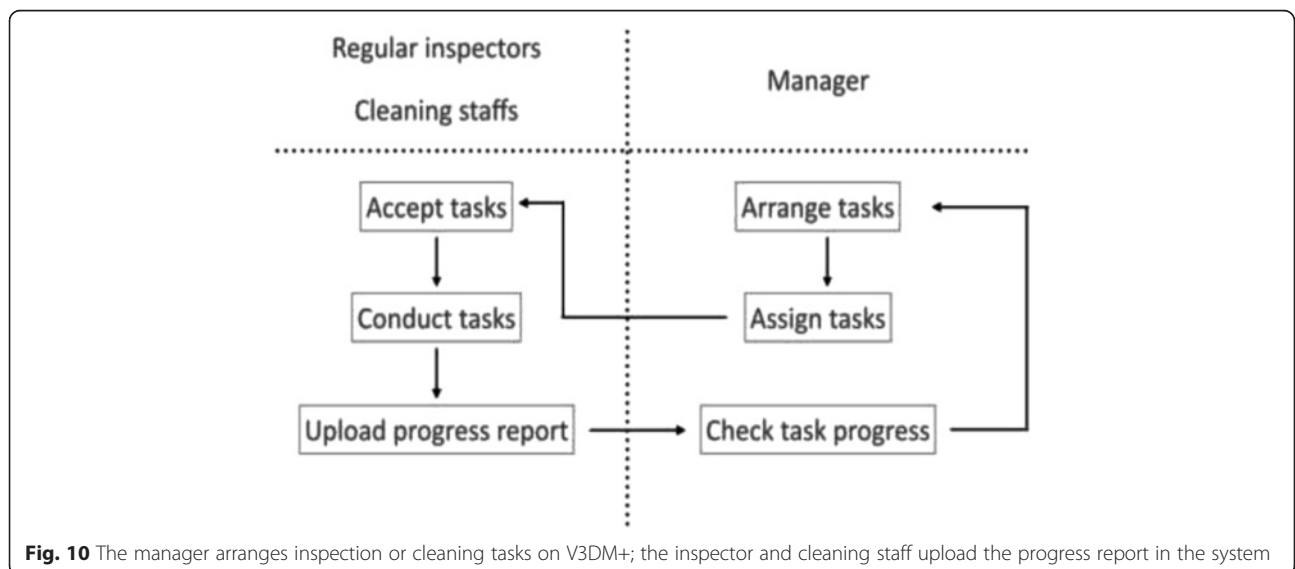 Regular inspectors
Cleaning staffs
Manager
Accept tasks
Arrange tasks
Conduct tasks
Assign tasks
Upload progress report
Check task progress
Fig. 10 The manager arranges inspection or cleaning tasks on V3DM+; the inspector and cleaning staff upload the progress report in the system